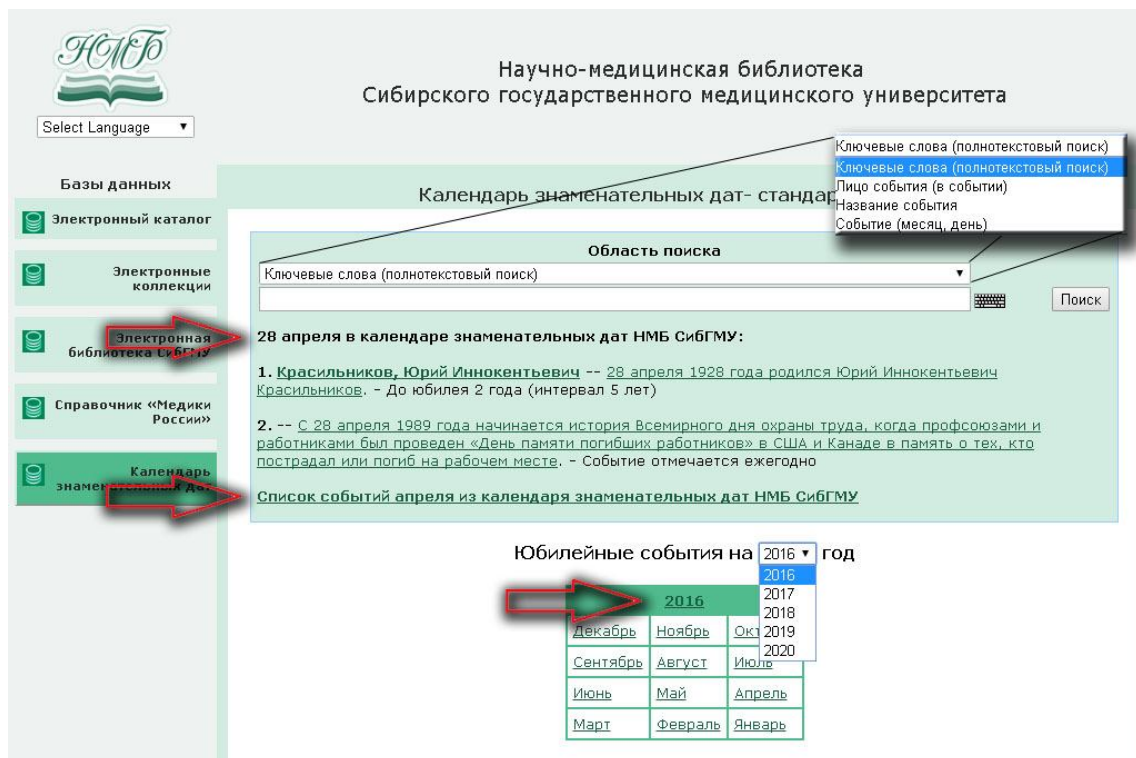 НМБ
Научно-медицинская библиотека
Сибирского государственного медицинского университета
Select Language
Ключевые слова (полнотекстовый поиск)
Ключевые слова (полнотекстовый поиск)
Лицо события (в событии)
Название события
Событие (месяц, день)
Базы данных
Электронный каталог
Электронные
коллекции
Электронная
библиотека СибГМУ
Справочник «Медики
России»
Календарь
знаменательных дат
Календарь знаменательных дат- стандар
Область поиска
Ключевые слова (полнотекстовый поиск)
Поиск
28 апреля в календаре знаменательных дат НМБ СибГМУ:
1. Красильников, Юрий Иннокентьевич -- 28 апреля 1928 года родился Юрий Иннокентьевич
Красильников. - До юбилея 2 года (интервал 5 лет)
2. -- С 28 апреля 1989 года начинается история Всемирного дня охраны труда, когда профсоюзами и
работниками был проведен «День памяти погибших работников» в США и Канаде в память о тех, кто
пострадал или погиб на рабочем месте. - Событие отмечается ежегодно
Список событий апреля из календаря знаменательных дат НМБ СибГМУ
Юбилейные события на 2016 год
2016
2017
2018
2019
2020
2016
Декабрь Ноябрь Окт
Сентябрь Август Июль
Июнь Май Апрель
Март Февраль Январь